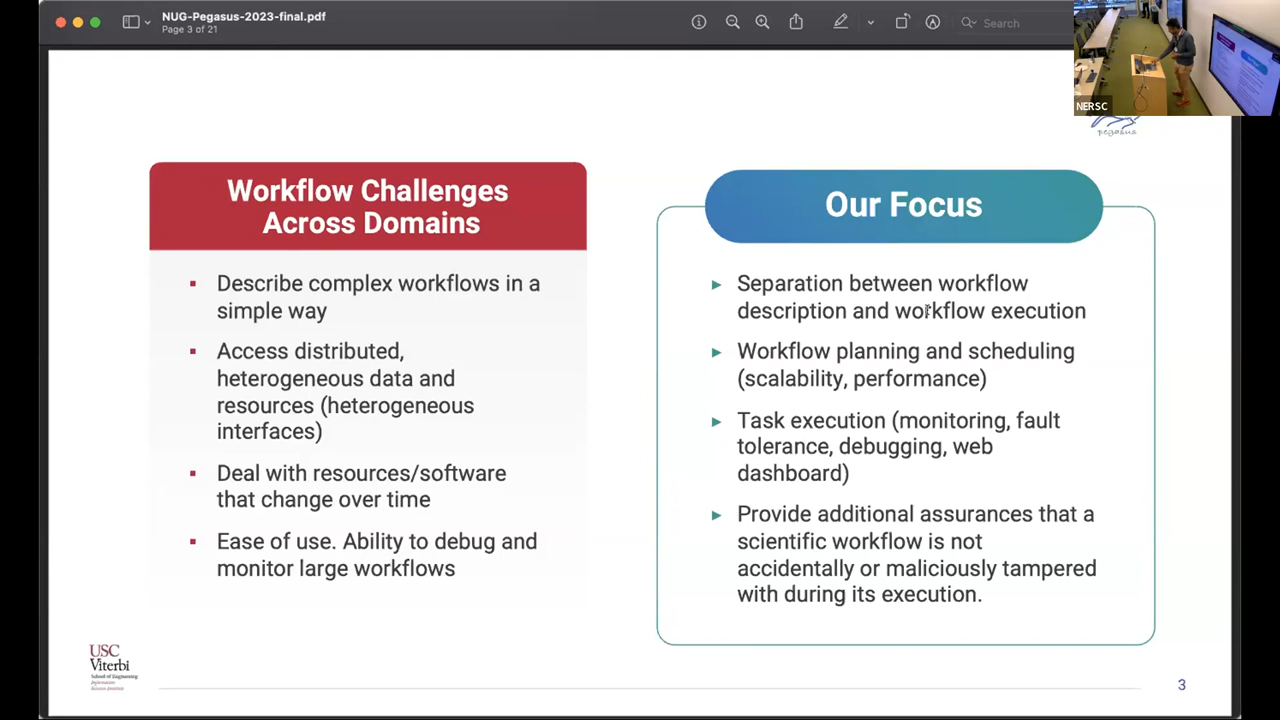 NUG-Pegasus-2023-final.pdf
Page 3 of 21
Search
NERSC
pegasus
Workflow Challenges
Across Domains
Describe complex workflows in a
simple way
Access distributed,
heterogeneous data and
resources (heterogeneous
interfaces)
Deal with resources/software
that change over time
Ease of use. Ability to debug and
monitor large workflows
Our Focus
Separation between workflow
description and workflow execution
Workflow planning and scheduling
(scalability, performance)
Task execution (monitoring, fault
tolerance, debugging, web
dashboard)
Provide additional assurances that a
scientific workflow is not
accidentally or maliciously tampered
with during its execution.
USC
Viterbi
School of Engineering
Information
Sciences Institute
3